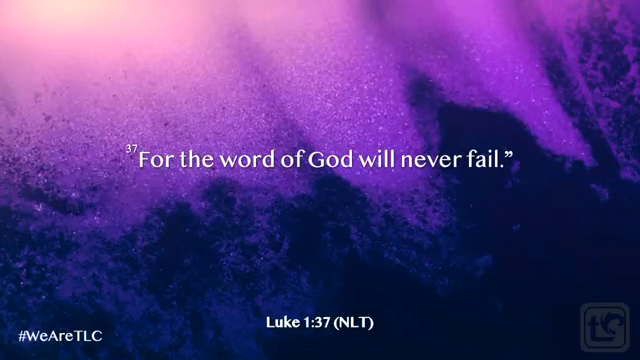 ³⁷For the word of God will never fail.”
Luke 1:37 (NLT)
#WeAreTLC